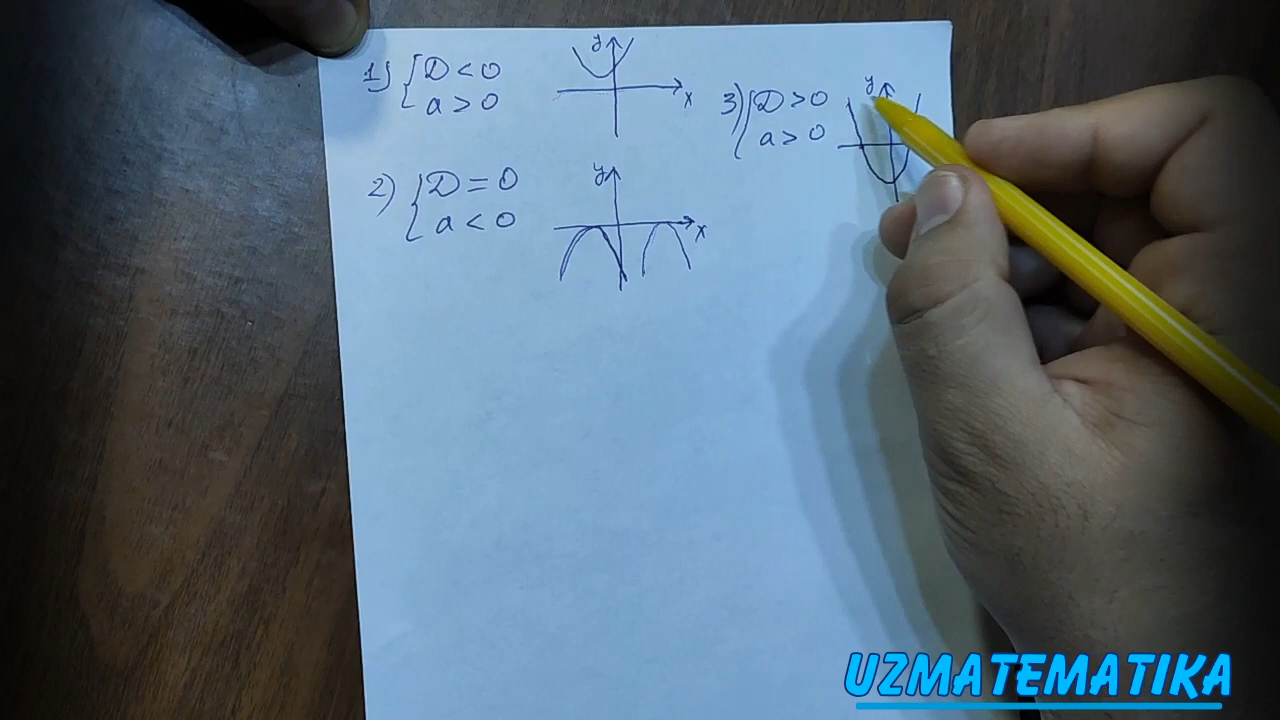 1) { D < 0
a > 0
y
x
2) { D = 0
a < 0
y
x
3) { D > 0
a > 0
y
UZMATEMATIKA